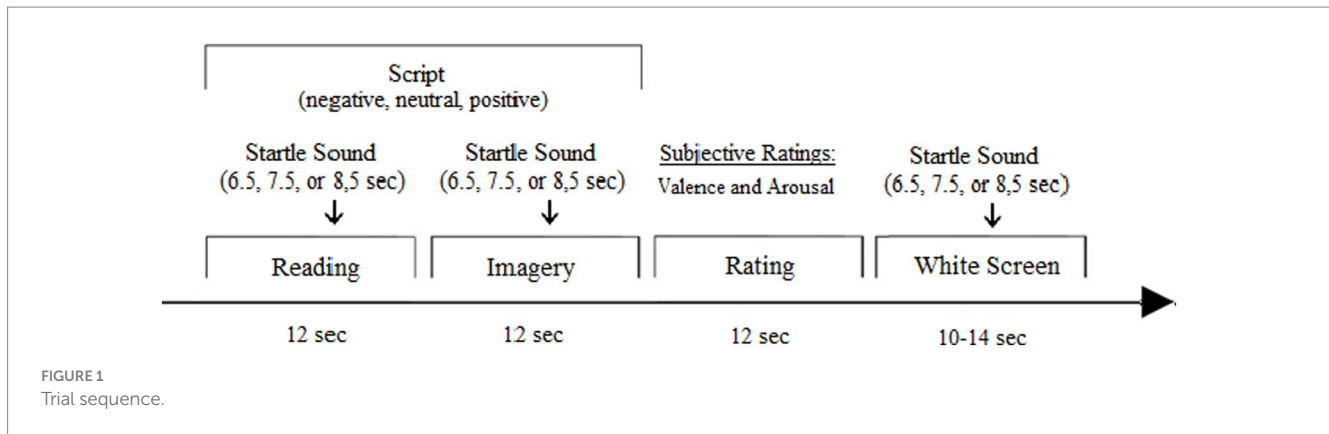 Script
(negative, neutral, positive)
Startle Sound
(6.5, 7.5, or 8,5 sec)
Startle Sound
(6.5, 7.5, or 8,5 sec)
Subjective Ratings:
Valence and Arousal
Startle Sound
(6.5, 7.5, or 8,5 sec)
Reading
Imagery
Rating
White Screen
12 sec
12 sec
12 sec
10-14 sec
FIGURE 1
Trial sequence.